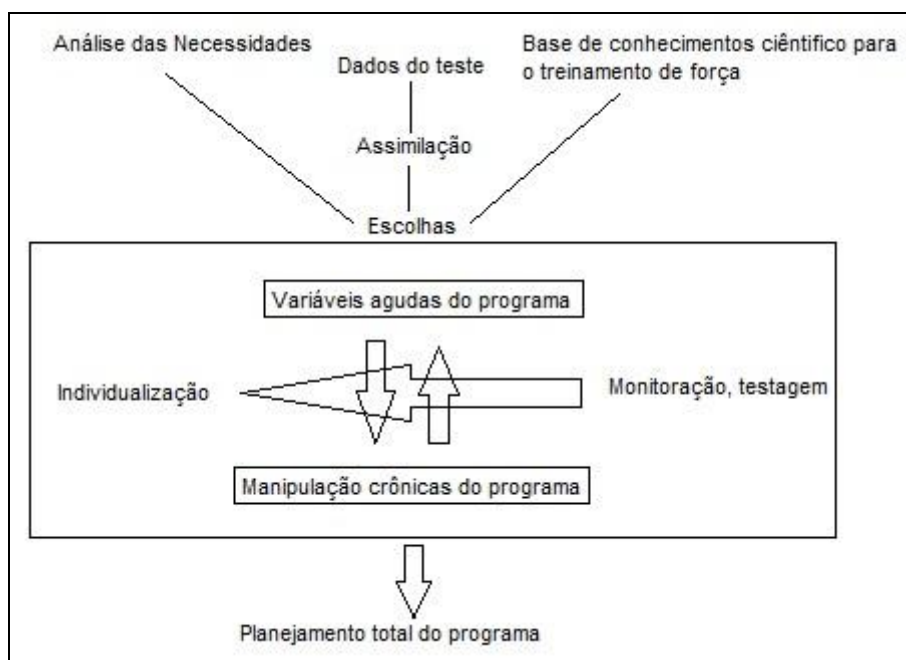 Análise das Necessidades
Dados do teste
Base de conhecimentos ciêntifico para
o treinamento de força
Assimilação
Escolhas
Variáveis agudas do programa
Individualização
Monitoração, testagem
Manipulação crônicas do programa
Planejamento total do programa